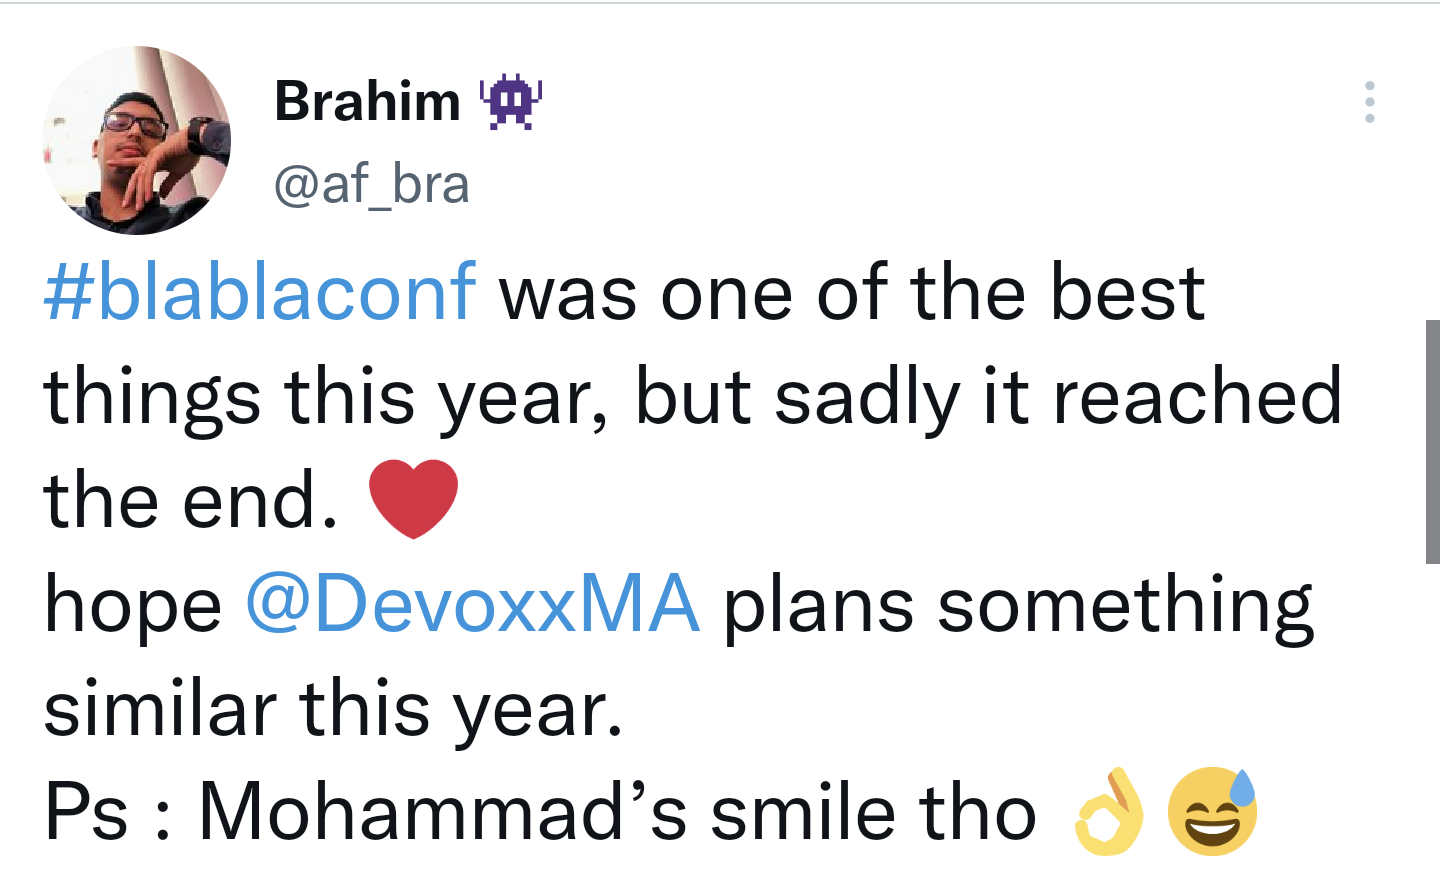 Brahim 👾
@af_bra
#blablaconf was one of the best
things this year, but sadly it reached
the end. ❤️
hope @DevoxxMA plans something
similar this year.
Ps : Mohammad’s smile tho 👌😅